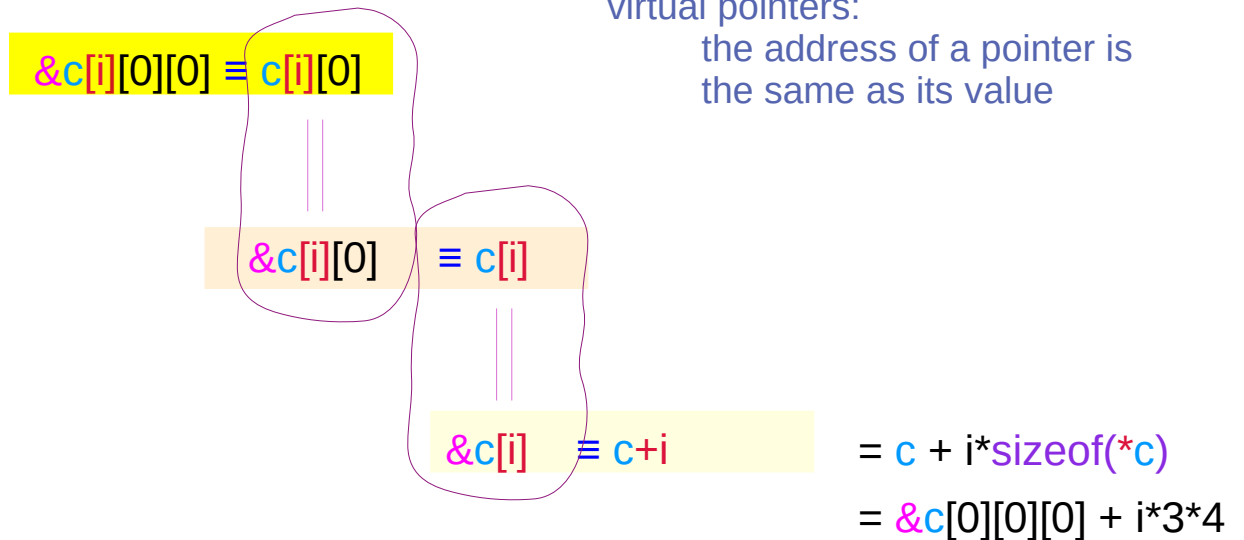 virtual pointers:
the address of a pointer is
the same as its value
&c[i][0][0] ≡ c[i][0]
&c[i][0] ≡ c[i]
&c[i] ≡ c+i = c + i*sizeof(*c)
= &c[0][0][0] + i*3*4